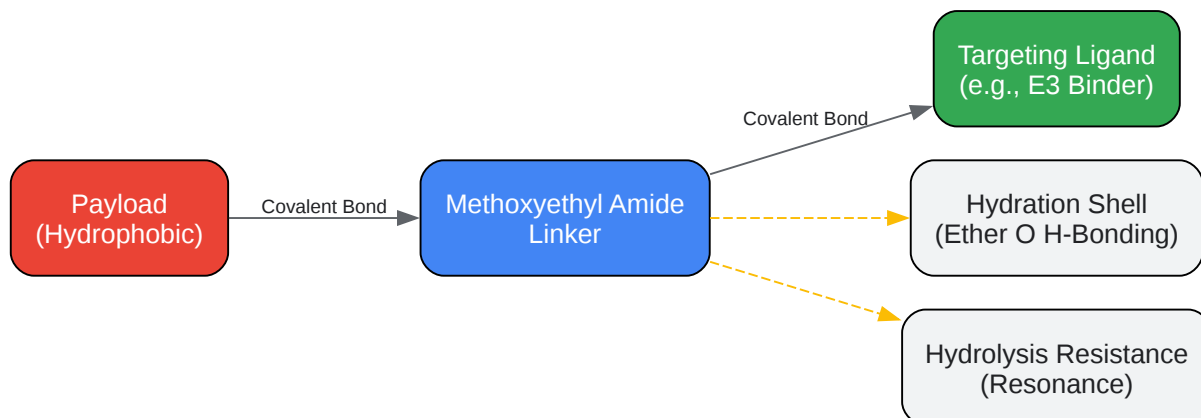 Payload
(Hydrophobic)
Covalent Bond
Methoxyethyl Amide
Linker
Covalent Bond
Targeting Ligand
(e.g., E3 Binder)
Hydration Shell
(Ether O H-Bonding)
Hydrolysis Resistance
(Resonance)